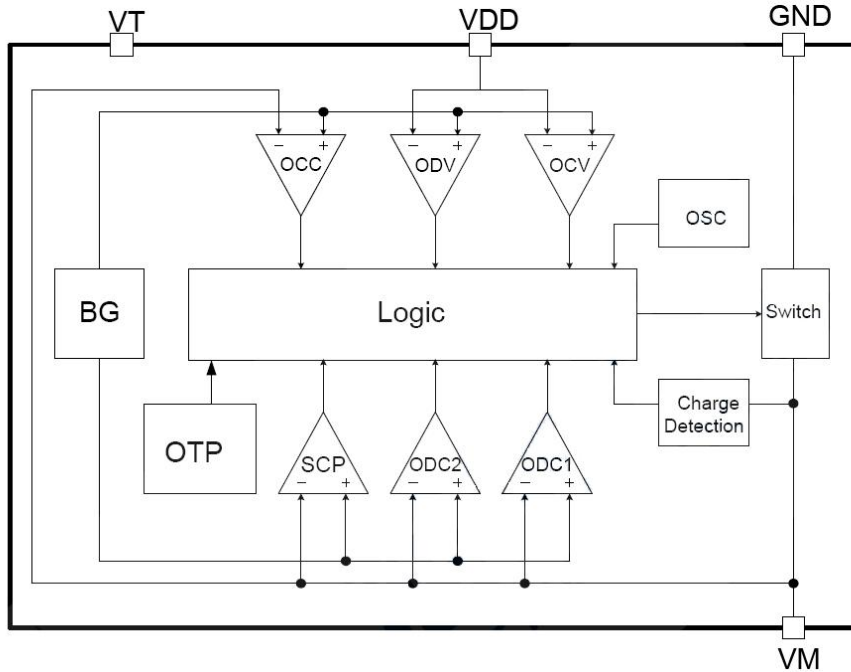 VT
VDD
GND
− +
OCC
− +
ODV
− +
OCV
OSC
BG
Logic
Switch
OTP
SCP
− +
ODC2
− +
ODC1
− +
Charge
Detection
VM